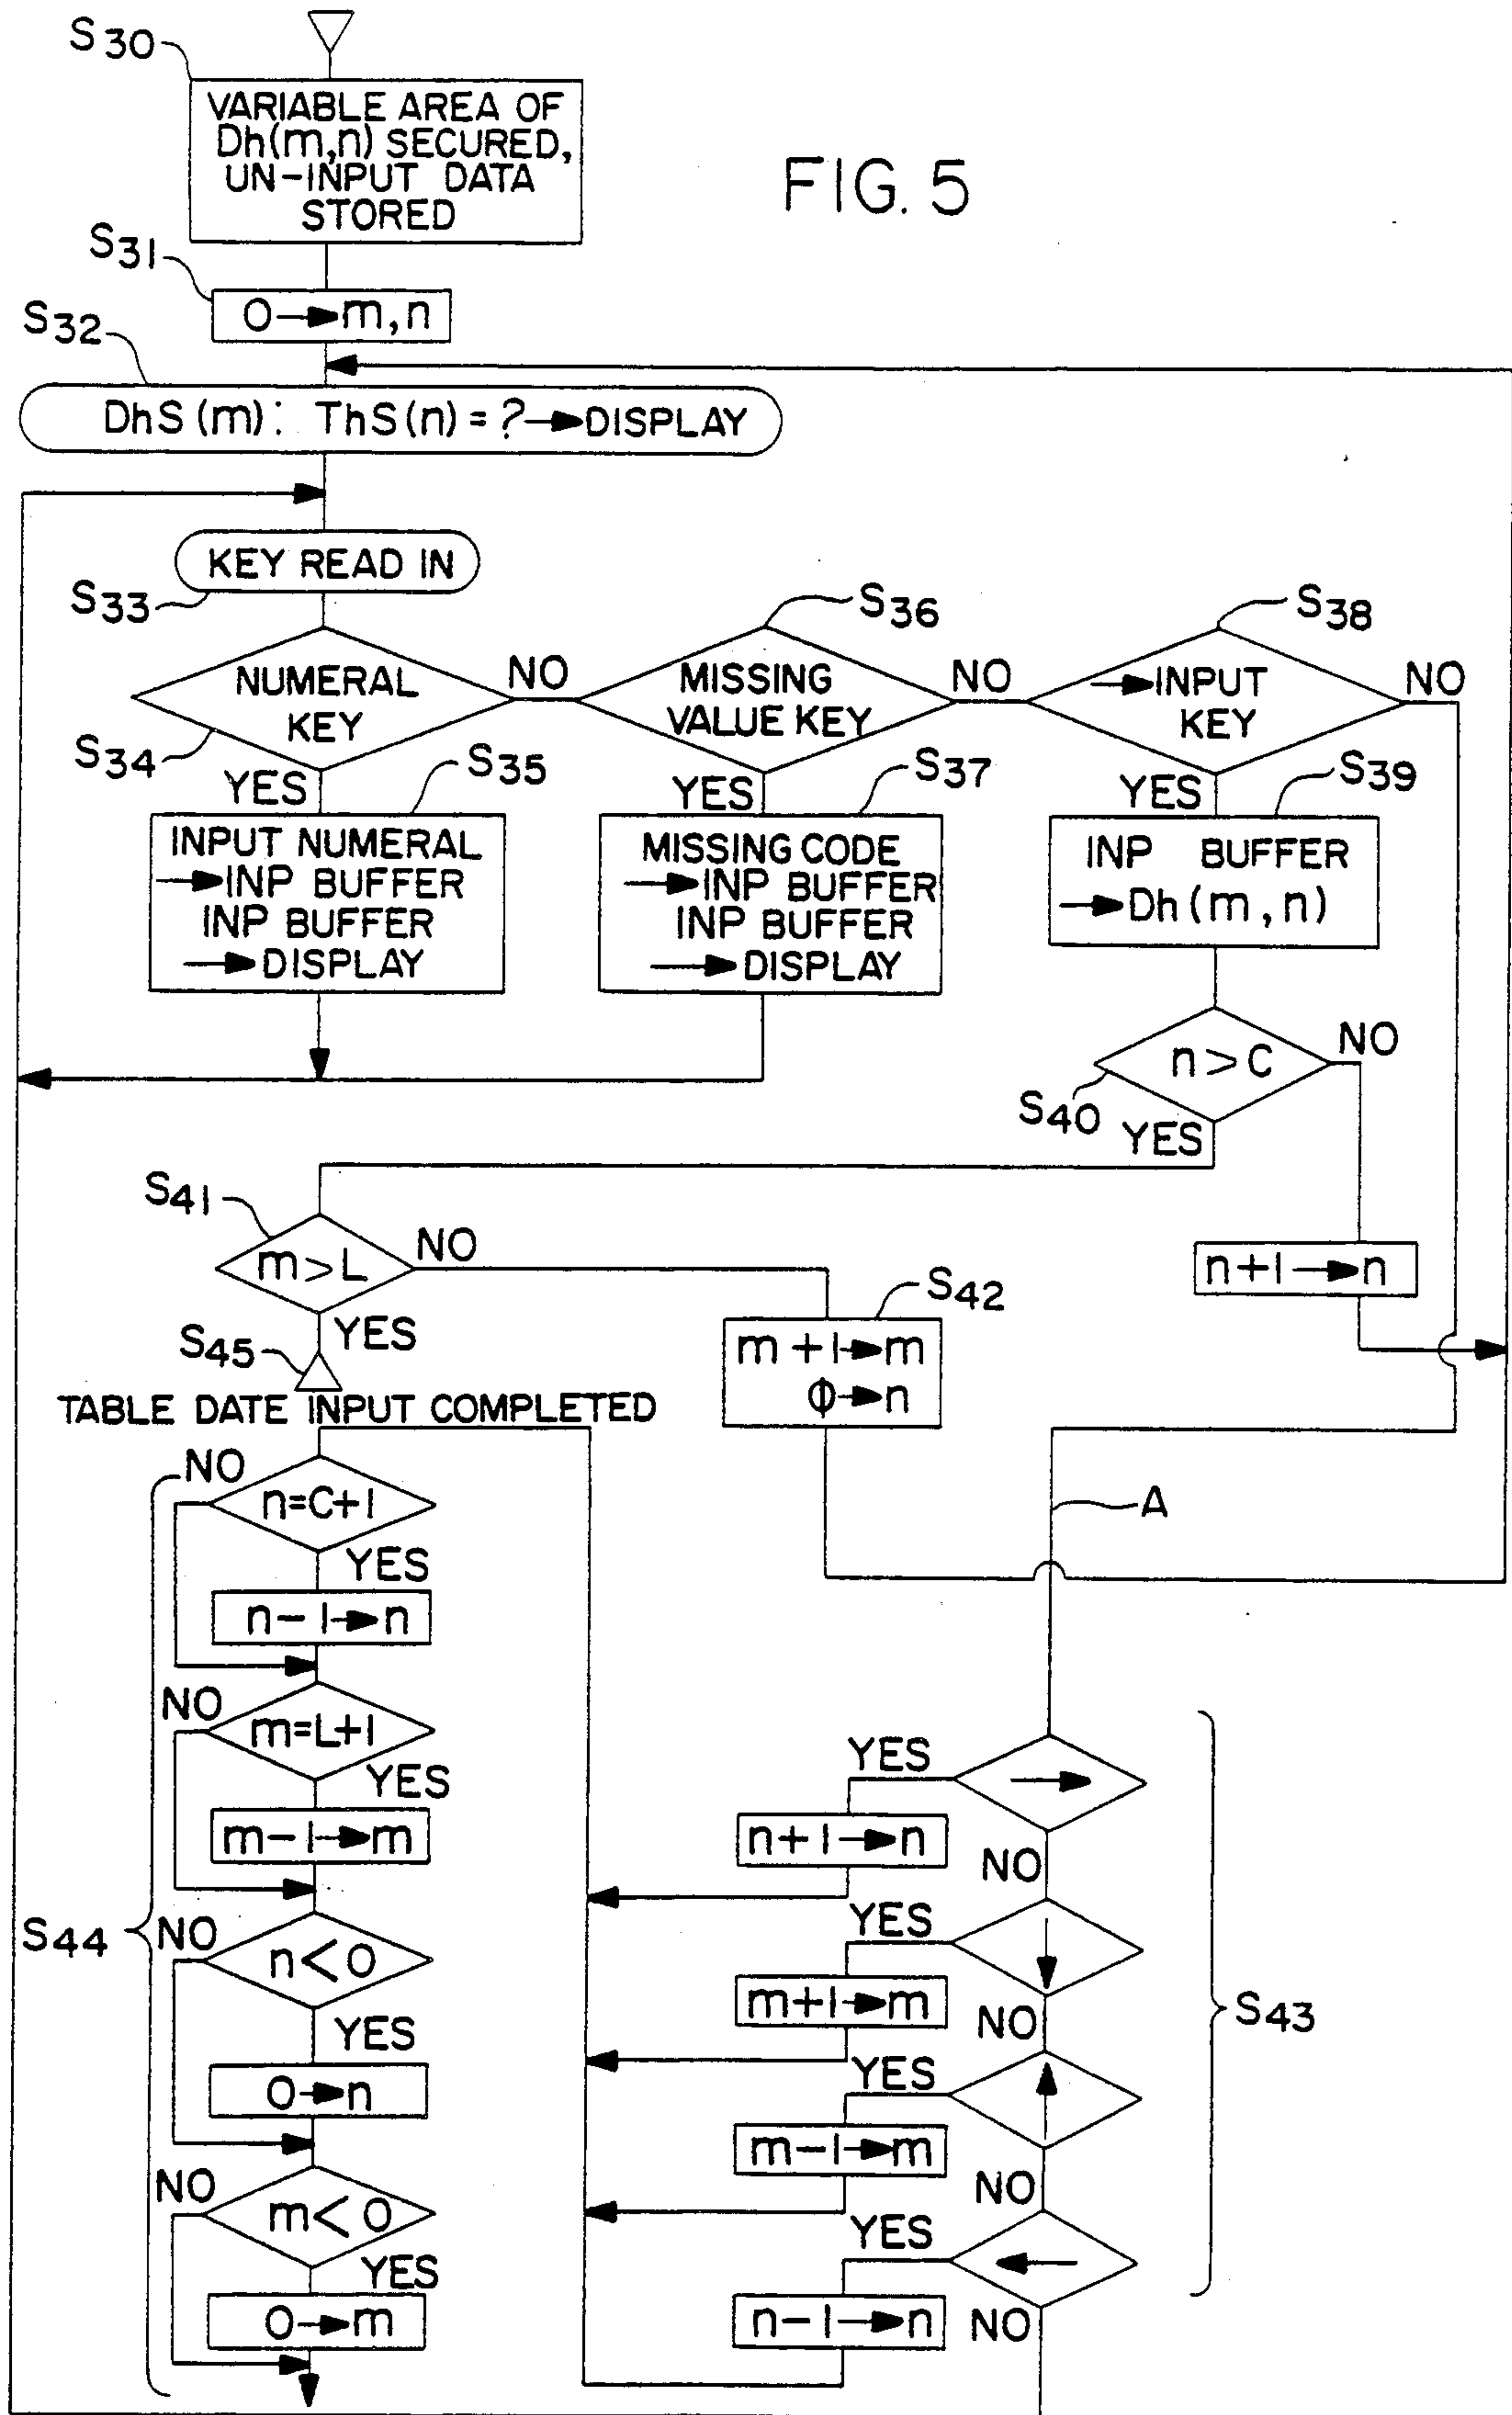 S30
VARIABLE AREA OF
Dh(m,n) SECURED,
UN-INPUT DATA
STORED
FIG. 5
S31
0→m,n
S32
DhS(m): ThS(n)=?→DISPLAY
KEY READ IN
S33
S36
S38
NUMERAL
KEY
NO
MISSING
VALUE KEY
NO
→INPUT
KEY
NO
S34
YES
S35
YES
S37
YES
S39
INPUT NUMERAL
→INP BUFFER
INP BUFFER
→DISPLAY
MISSING CODE
→INP BUFFER
INP BUFFER
→DISPLAY
INP BUFFER
→Dh(m,n)
n>C
NO
S40
YES
S41
m>L
NO
n+1→n
S42
YES
S45
m+1→m
Φ→n
TABLE DATE INPUT COMPLETED
NO
n=C+1
A
YES
n-1→n
NO
m=L+1
YES
m-1→m
YES
→
n+1→n
NO
S44
NO
n<0
YES
0→n
YES
↓
m+1→m
NO
S43
YES
↑
m-1→m
NO
NO
m<0
YES
0→m
YES
←
n-1→n
NO